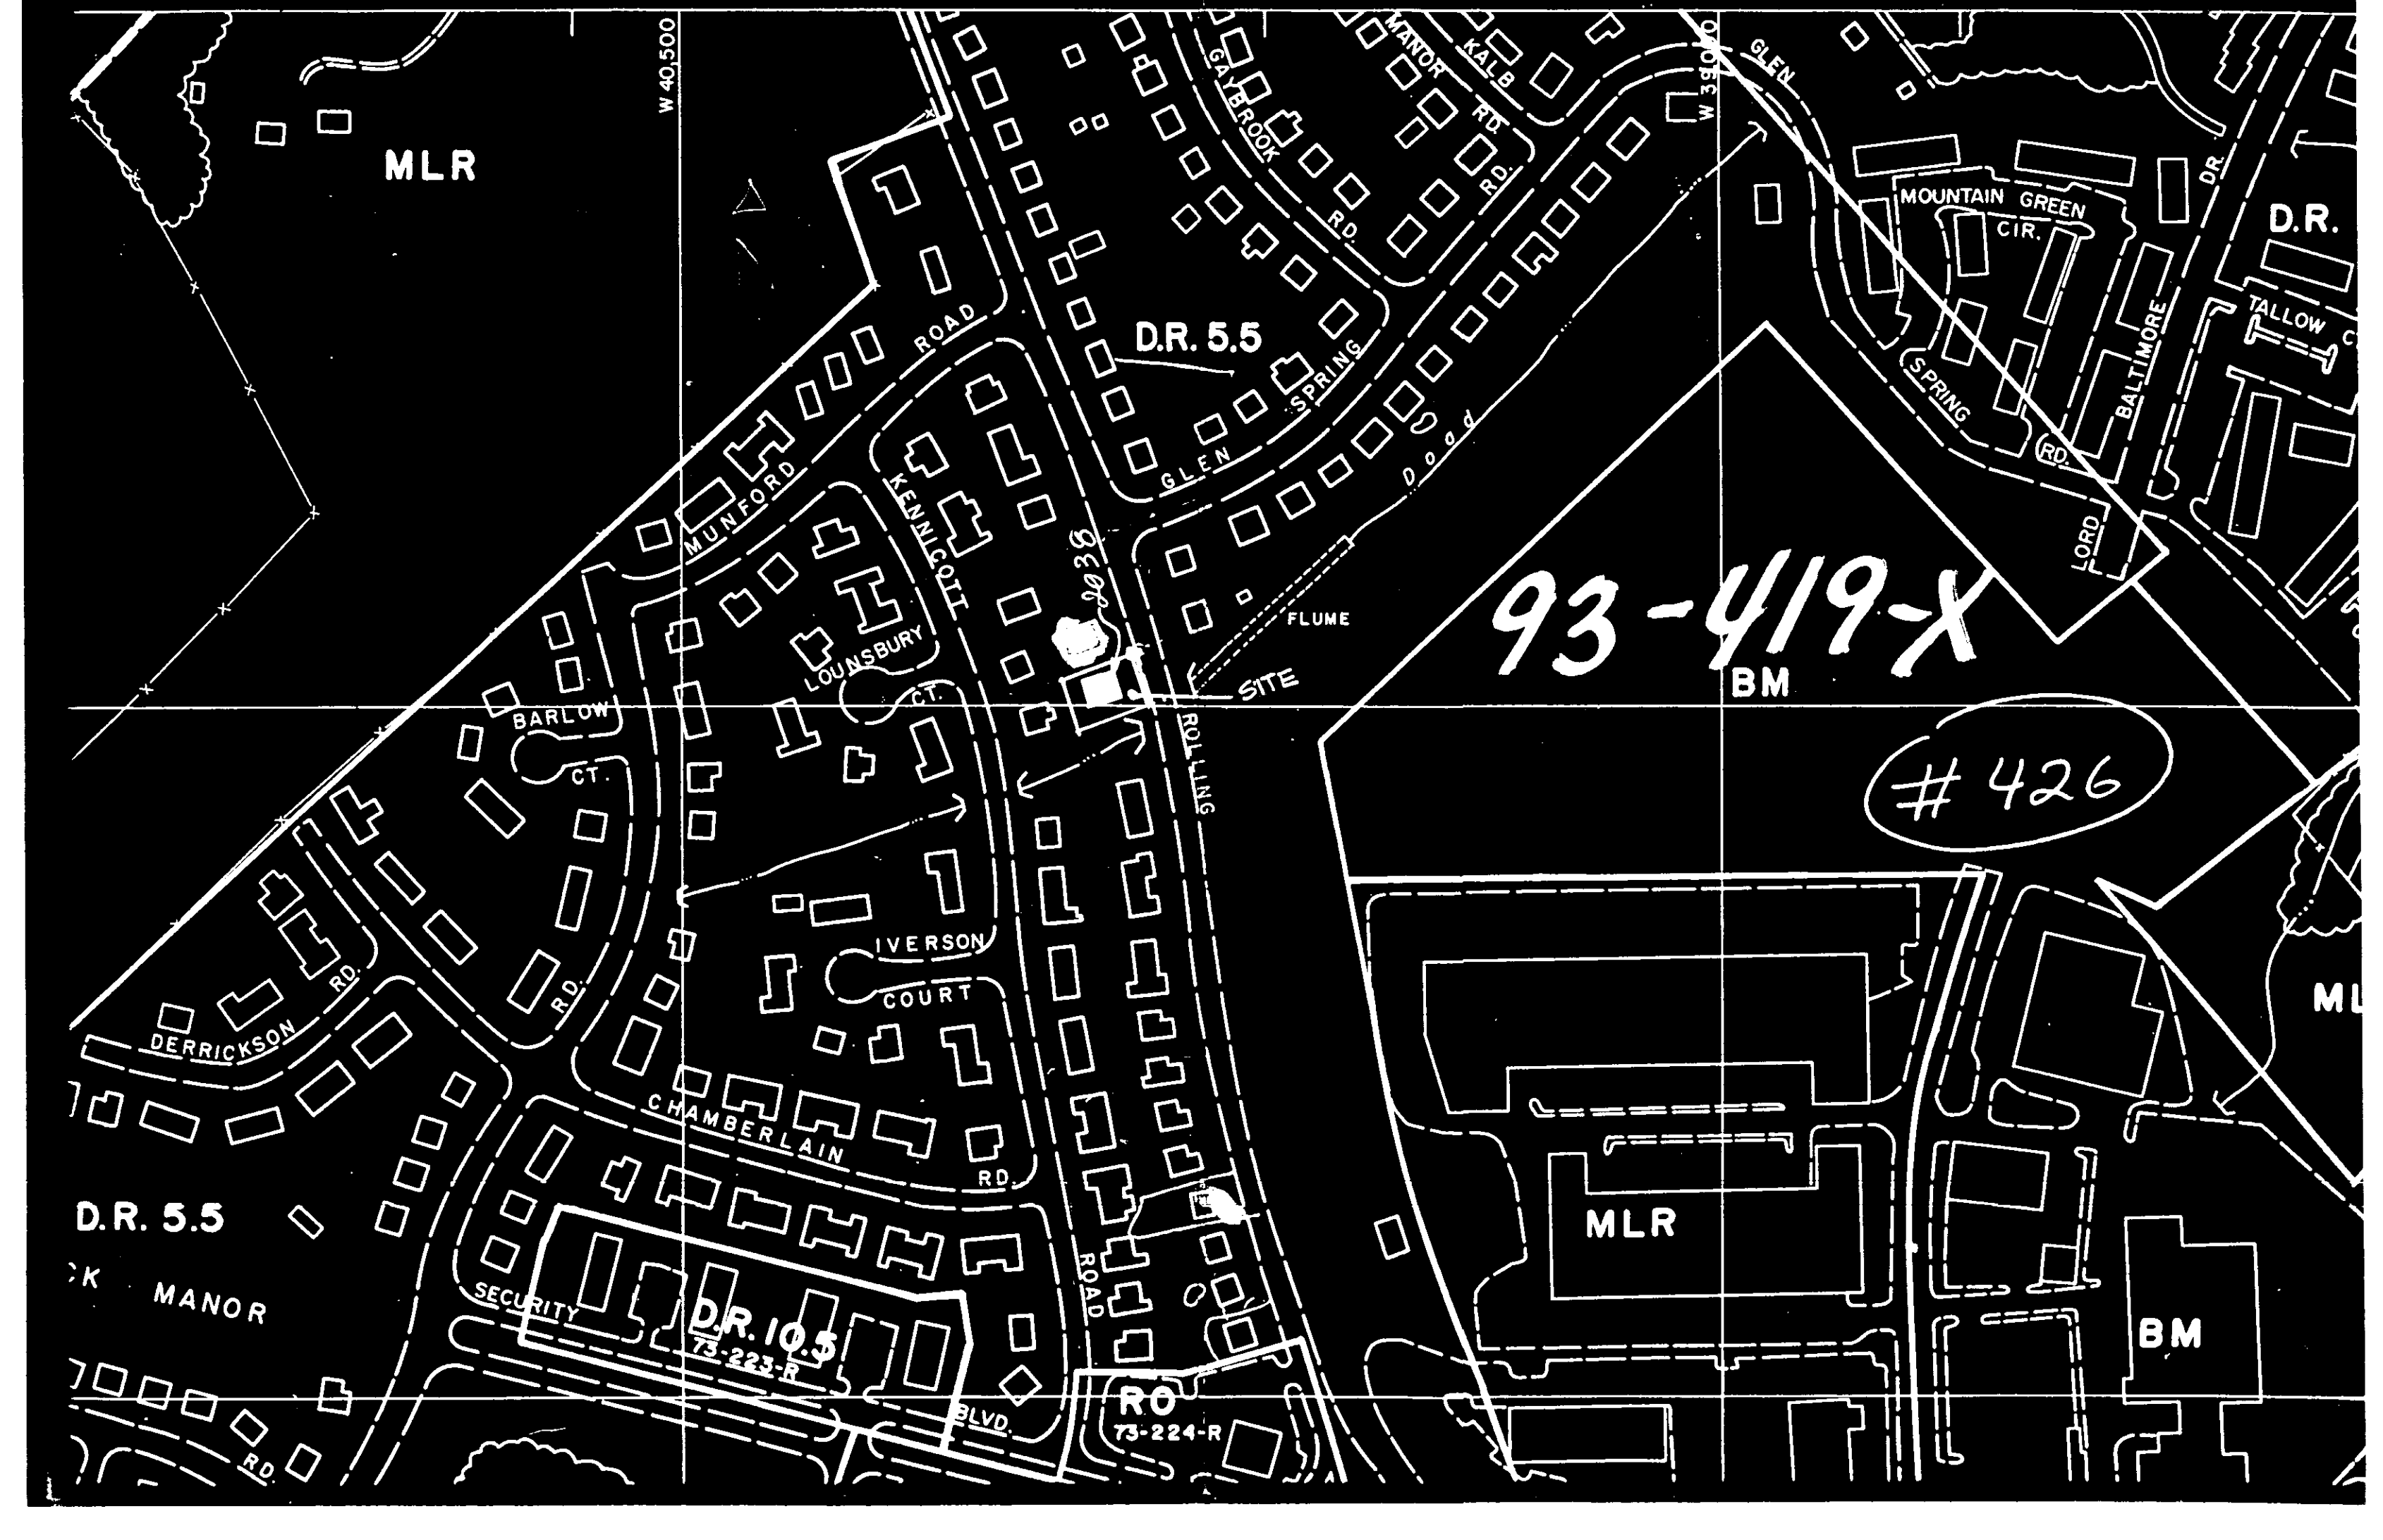 W 40,500
MLR
GAYBROOK
RD.
MANOR
RD.
KALB
RD.
W 39,000
GLEN
MOUNTAIN GREEN
CIR.
DR.
D.R.
TALLOW
BALTIMORE
SPRING
RD.
LORD
D.R. 5.5
MUNFORD
ROAD
GLEN
SPRING
KENNICOTT
2038
FLUME
93-419-X
BM
SITE
# 426
LOUNSBURY
CT.
BARLOW
CT.
ROLLING
IVERSON
COURT
RD.
DERRICKSON
RD.
CHAMBERLAIN
RD.
ML
D.R. 5.5
MANOR
SECURITY
D.R. 10.5
73-223-R
BLVD.
ROAD
RO
73-224-R
MLR
BM
RD.